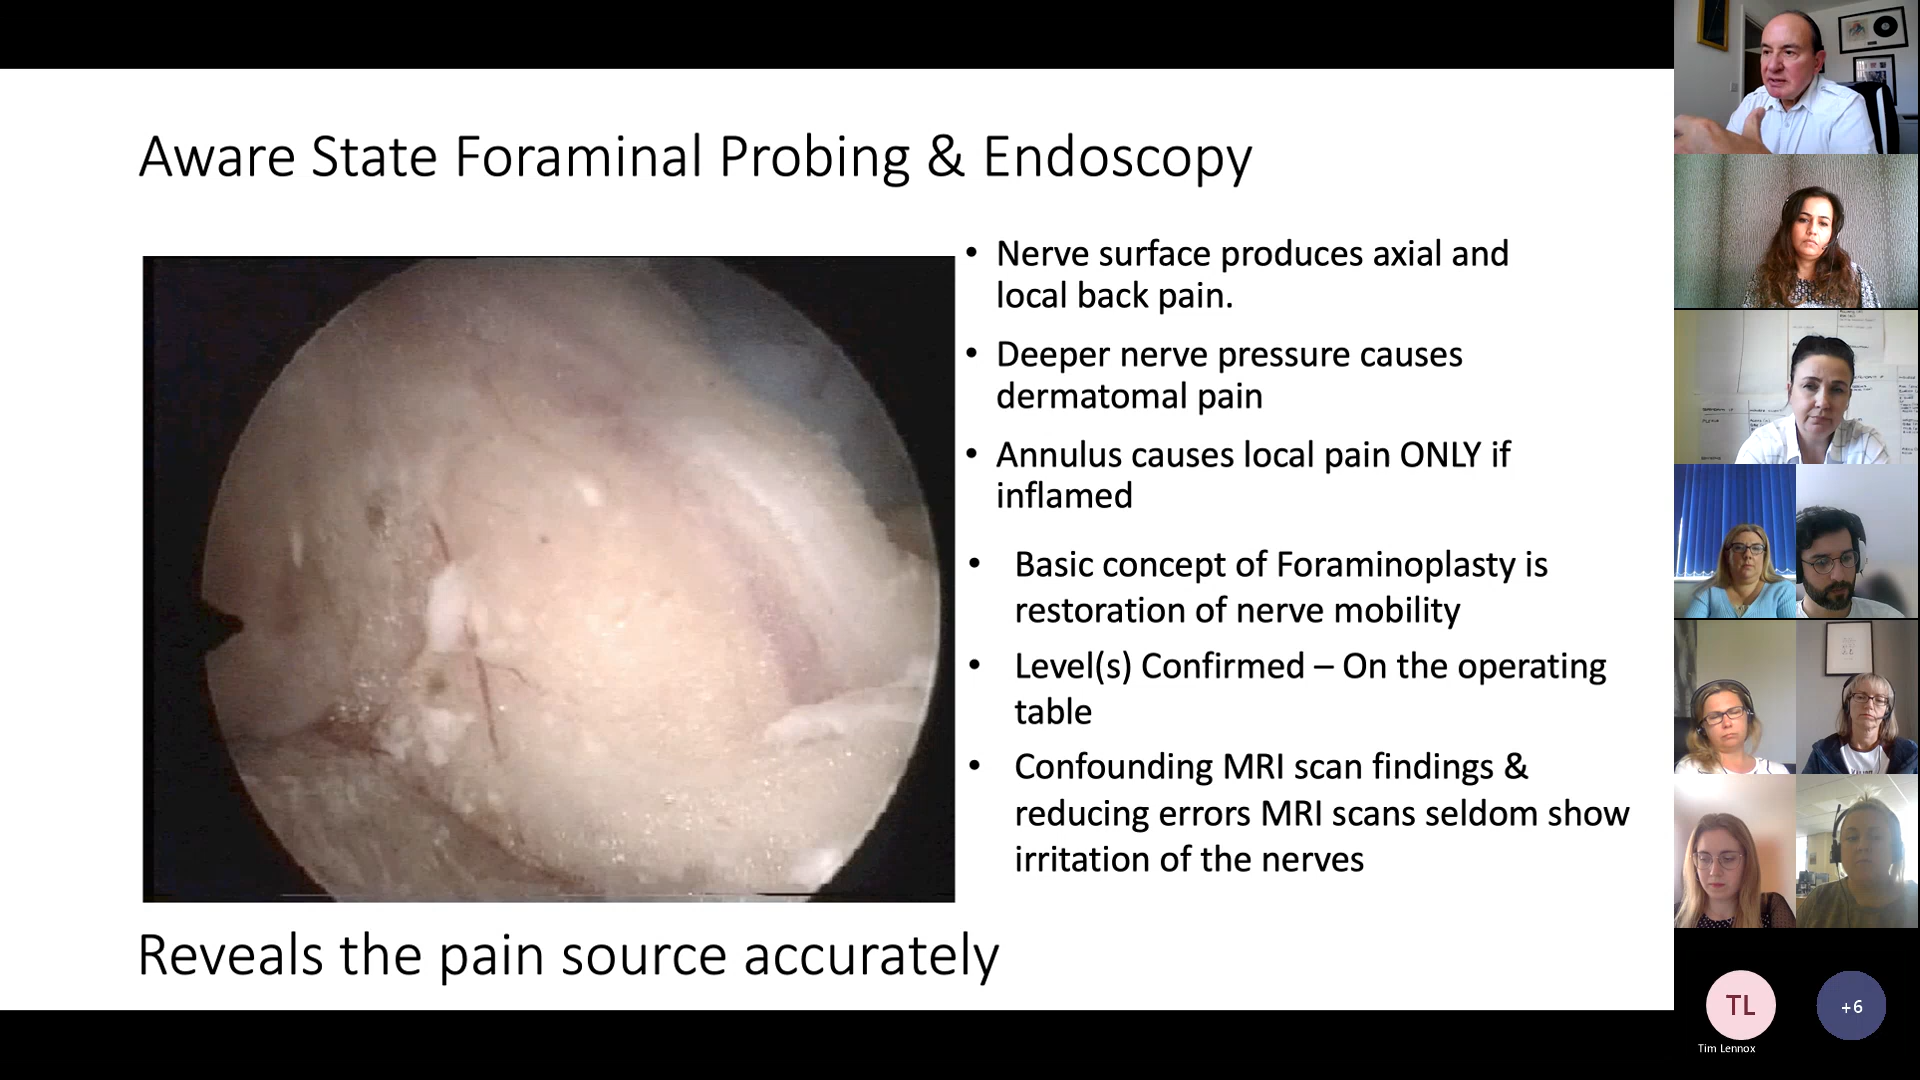 Aware State Foraminal Probing & Endoscopy
• Nerve surface produces axial and
local back pain.
• Deeper nerve pressure causes
dermatomal pain
• Annulus causes local pain ONLY if
inflamed
• Basic concept of Foraminoplasty is
restoration of nerve mobility
• Level(s) Confirmed – On the operating
table
• Confounding MRI scan findings &
reducing errors MRI scans seldom show
irritation of the nerves
Reveals the pain source accurately
TL
+6
Tim Lennox